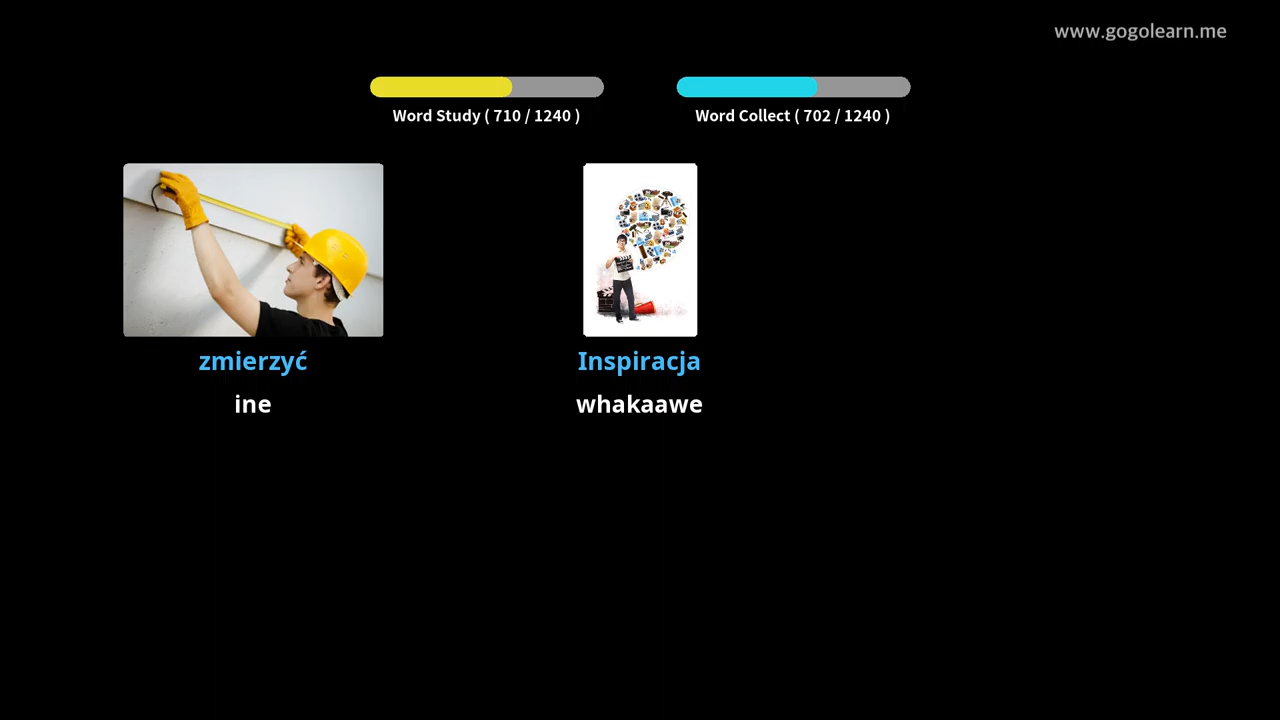 www.gogolearn.me
Word Study ( 710 / 1240 )
Word Collect ( 702 / 1240 )
zmierzyć
Inspiracja
ine
whakaawe